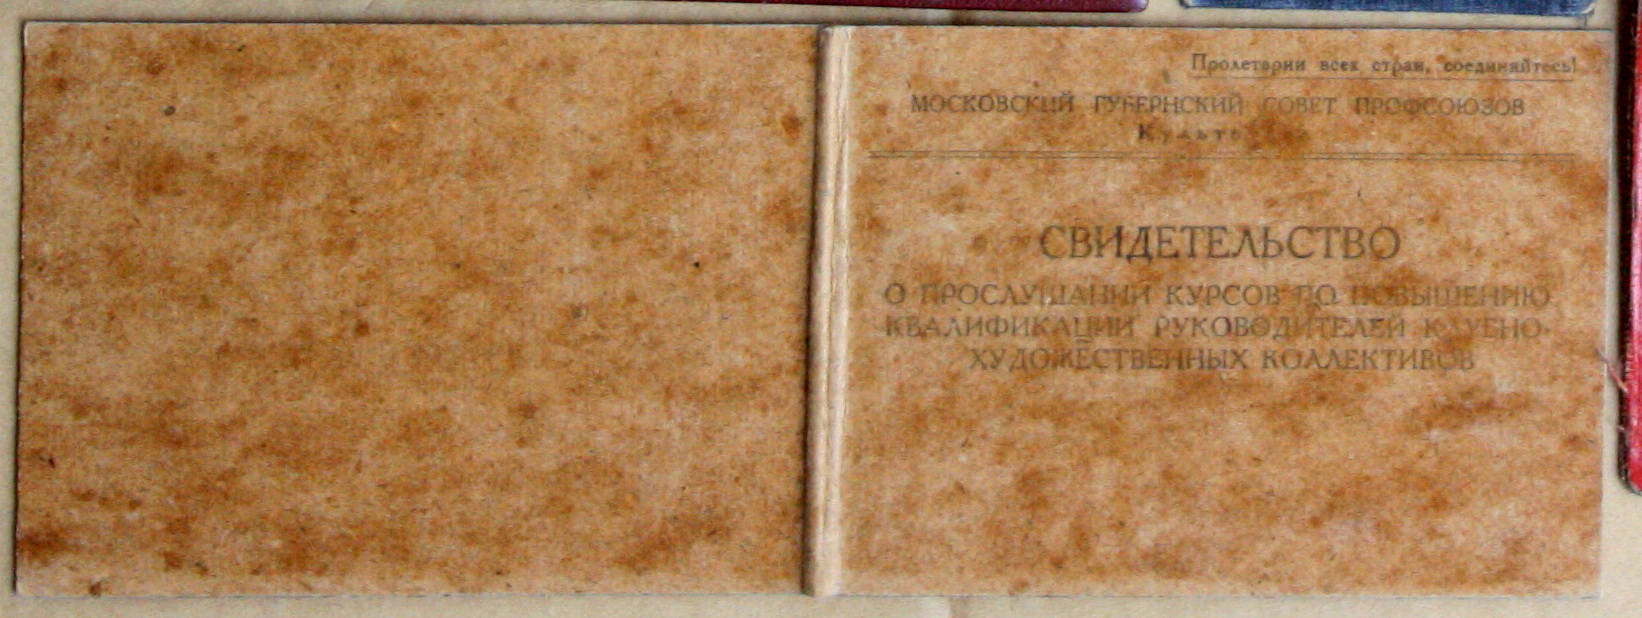 Пролетарии всех стран, соединяйтесь!
МОСКОВСКИЙ ГУБЕРНСКИЙ СОВЕТ ПРОФСОЮЗОВ
СВИДЕТЕЛЬСТВО
О ПРОСЛУШАНИИ КУРСОВ ПО ПОВЫШЕНИЮ
КВАЛИФИКАЦИИ РУКОВОДИТЕЛЕЙ КЛУБНО-
ХУДОЖЕСТВЕННЫХ КОЛЛЕКТИВОВ